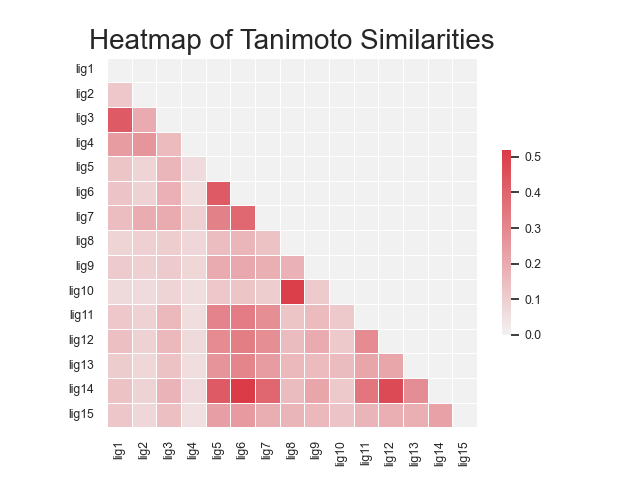 Heatmap of Tanimoto Similarities
lig1
lig2
lig3
lig4
lig5
lig6
lig7
lig8
lig9
lig10
lig11
lig12
lig13
lig14
lig15
0.5
0.4
0.3
0.2
0.1
0.0
lig1
lig2
lig3
lig4
lig5
lig6
lig7
lig8
lig9
lig10
lig11
lig12
lig13
lig14
lig15